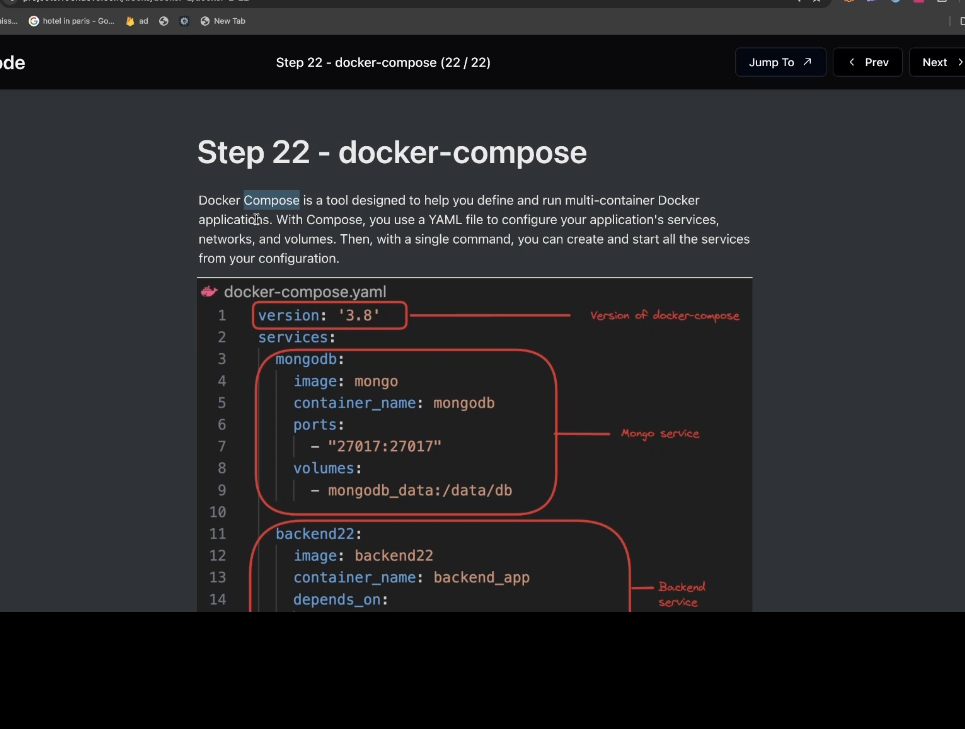 hotel in paris - Go...
ad
New Tab
ode
Step 22 - docker-compose (22 / 22)
Jump To
Prev
Next
Step 22 - docker-compose
Docker Compose is a tool designed to help you define and run multi-container Docker
applications. With Compose, you use a YAML file to configure your application's services,
networks, and volumes. Then, with a single command, you can create and start all the services
from your configuration.
docker-compose.yaml
1 version: '3.8'
Version of docker-compose
2 services:
3 mongodb:
4 image: mongo
5 container_name: mongodb
6 ports:
7 - "27017:27017"
Mongo service
8 volumes:
9 - mongodb_data:/data/db
10
11 backend22:
12 image: backend22
13 container_name: backend_app
14 depends_on:
Backend
service